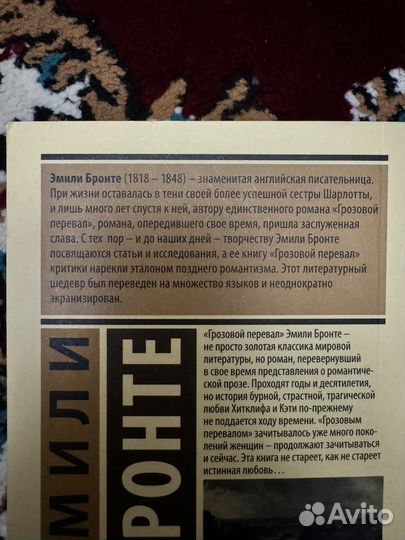 Эмили Бронте (1818 – 1848) – знаменитая английская писательница.
При жизни оставалась в тени своей более успешной сестры Шарлотты,
и лишь много лет спустя к ней, автору единственного романа «Грозовой
перевал», романа, опередившего свое время, пришла заслуженная
слава. С тех пор – и до наших дней – творчеству Эмили Бронте
посвящаются статьи и исследования, а ее книгу «Грозовой перевал»
критики нарекли эталоном позднего романтизма. Этот литературный
шедевр был переведен на множество языков и неоднократно
экранизирован.
МИЛИ
РОНТЕ
«Грозовой перевал» Эмили Бронте –
не просто золотая классика мировой
литературы, но роман, перевернувший
в свое время представления о романтичес-
кой прозе. Проходят годы и десятилетия,
но история бурной, страстной, трагической
любви Хитклифа и Кэти по-прежнему
не поддается ходу времени. «Грозовым
перевалом» зачитывалось уже много поко-
лений женщин – продолжают зачитываться
и сейчас. Эта книга не стареет, как не стареет
истинная любовь…
Avito